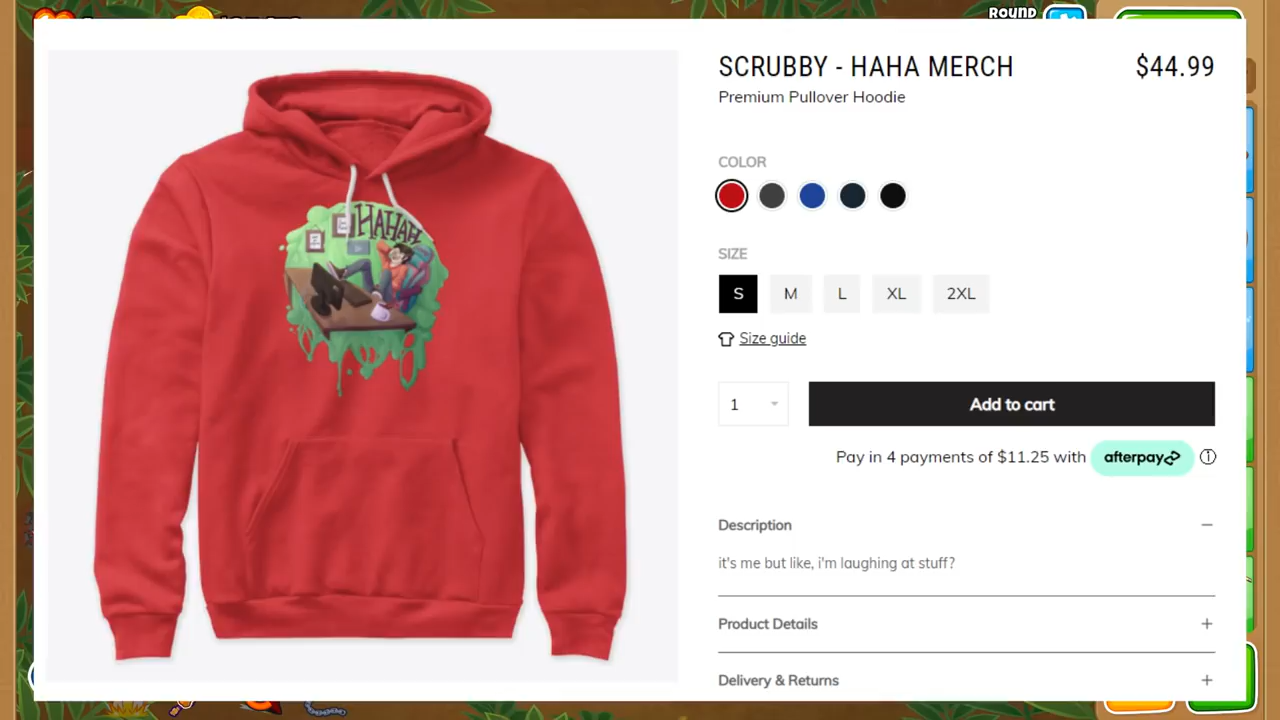 ROUND
SCRUBBY - HAHA MERCH
$44.99
Premium Pullover Hoodie
COLOR
SIZE
S
M
L
XL
2XL
Size guide
1
Add to cart
Pay in 4 payments of $11.25 with
afterpay
Description
it's me but like, i'm laughing at stuff?
Product Details
Delivery & Returns
HAHAH